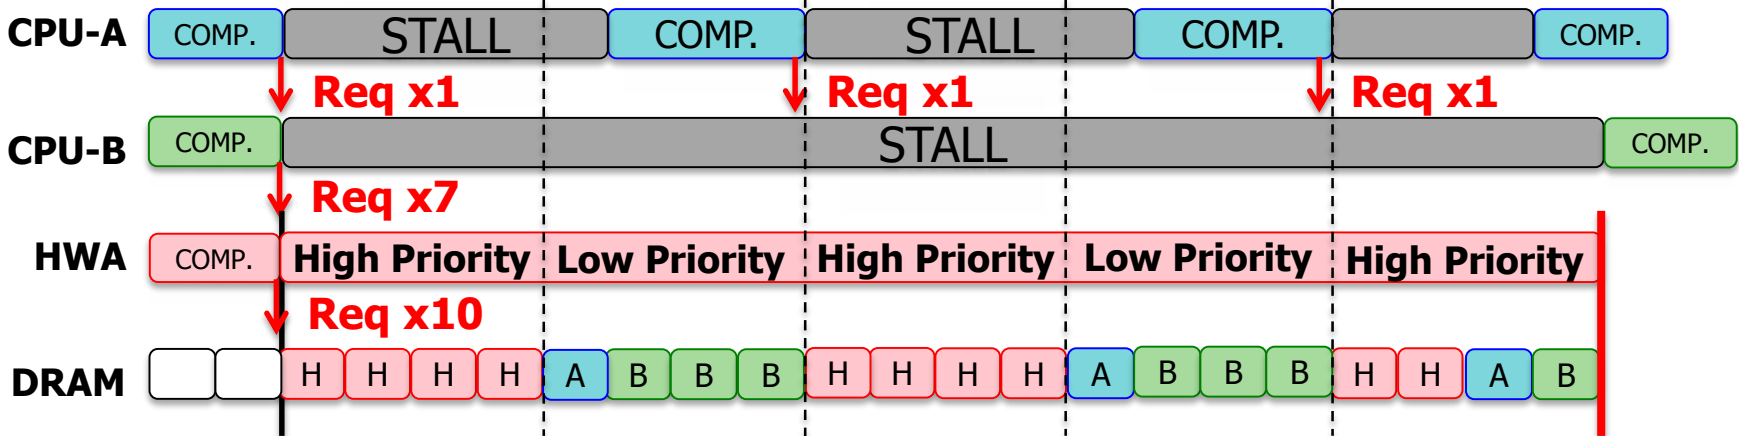 CPU-A COMP. STALL COMP. STALL COMP. COMP.
Req x1 Req x1 Req x1
CPU-B COMP. STALL COMP.
Req x7
HWA COMP. High Priority Low Priority High Priority Low Priority High Priority
Req x10
DRAM H H H H A B B B H H H H A B B B H H A B